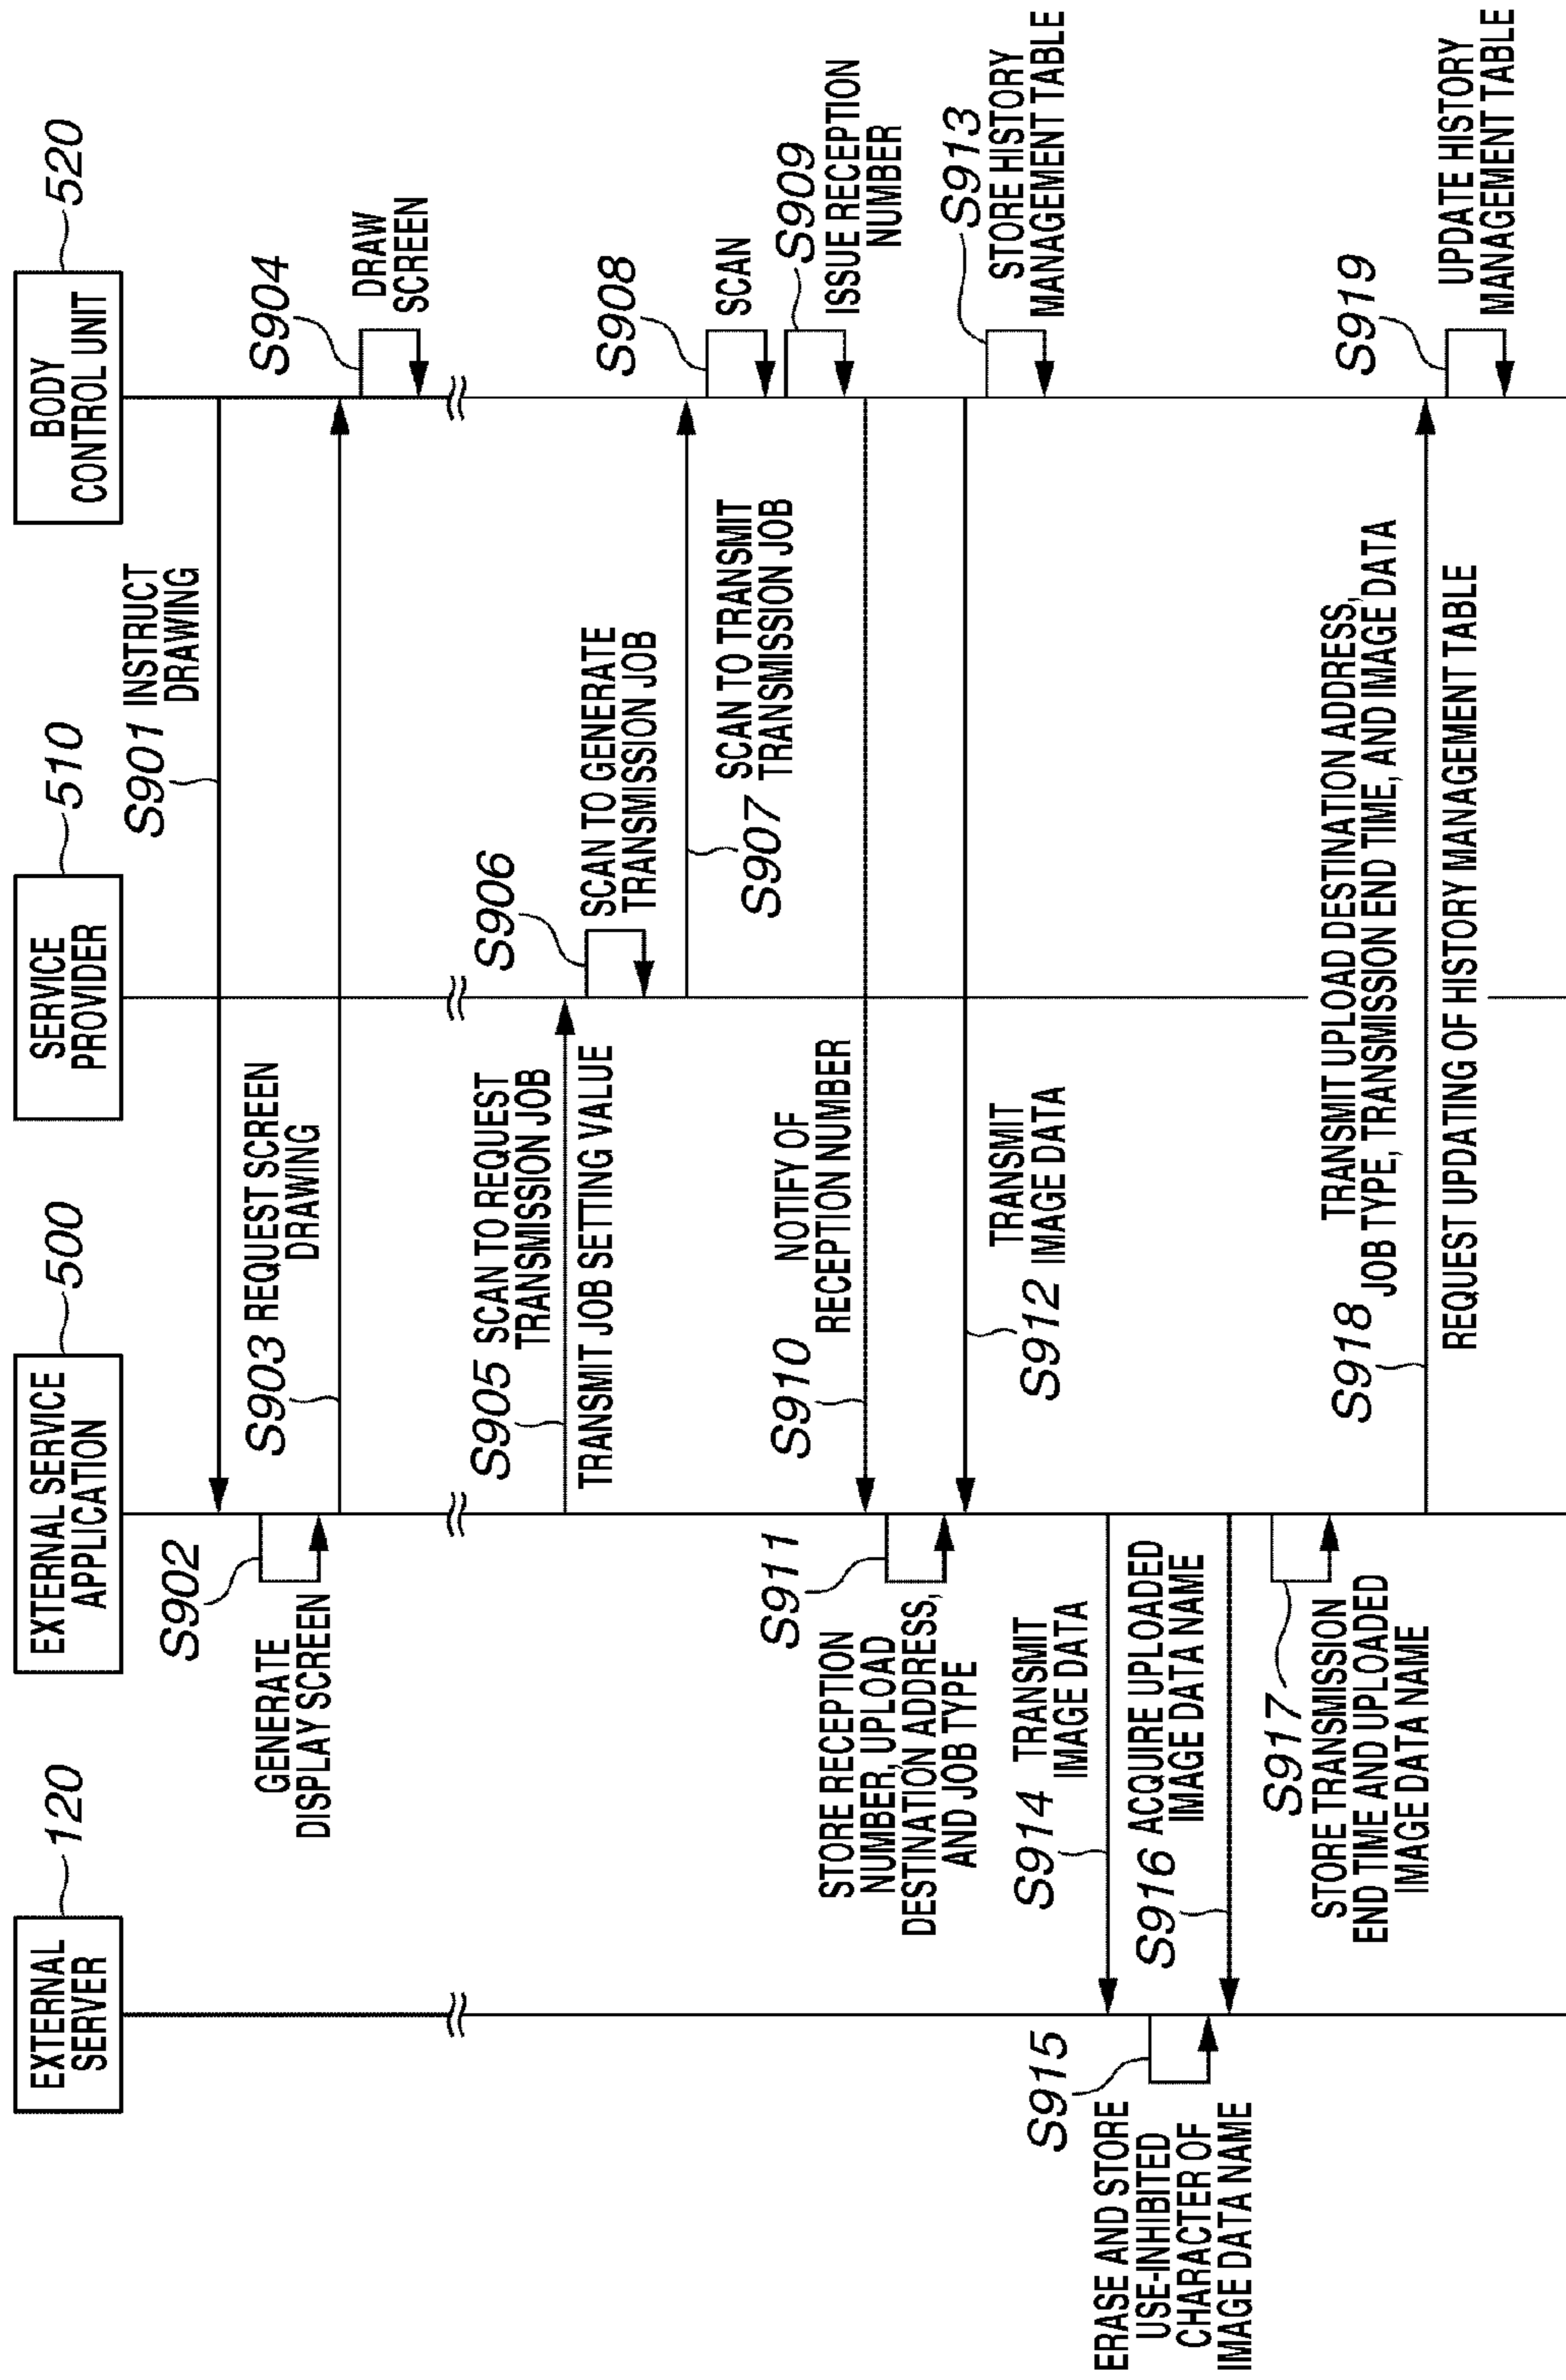 EXTERNAL
SERVER
120
EXTERNAL SERVICE
APPLICATION
500
SERVICE
PROVIDER
510
BODY
CONTROL UNIT
520
S901 INSTRUCT
DRAWING
S902
GENERATE
DISPLAY SCREEN
S903 REQUEST SCREEN
DRAWING
S904
DRAW
SCREEN
S905 SCAN TO REQUEST
TRANSMISSION JOB
TRANSMIT JOB SETTING VALUE
S906
SCAN TO GENERATE
TRANSMISSION JOB
S907 SCAN TO TRANSMIT
TRANSMISSION JOB
S908
SCAN
S909
ISSUE RECEPTION
NUMBER
S910
NOTIFY OF
RECEPTION NUMBER
S911
STORE RECEPTION
NUMBER, UPLOAD
DESTINATION ADDRESS,
AND JOB TYPE
S912
TRANSMIT
IMAGE DATA
S913
STORE HISTORY
MANAGEMENT TABLE
S914 TRANSMIT
IMAGE DATA
S915
ERASE AND STORE
USE-INHIBITED
CHARACTER OF
IMAGE DATA NAME
S916 ACQUIRE UPLOADED
IMAGE DATA NAME
S917
STORE TRANSMISSION
END TIME AND UPLOADED
IMAGE DATA NAME
S918
TRANSMIT UPLOAD DESTINATION ADDRESS,
JOB TYPE, TRANSMISSION END TIME, AND IMAGE DATA
REQUEST UPDATING OF HISTORY MANAGEMENT TABLE
S919
UPDATE HISTORY
MANAGEMENT TABLE